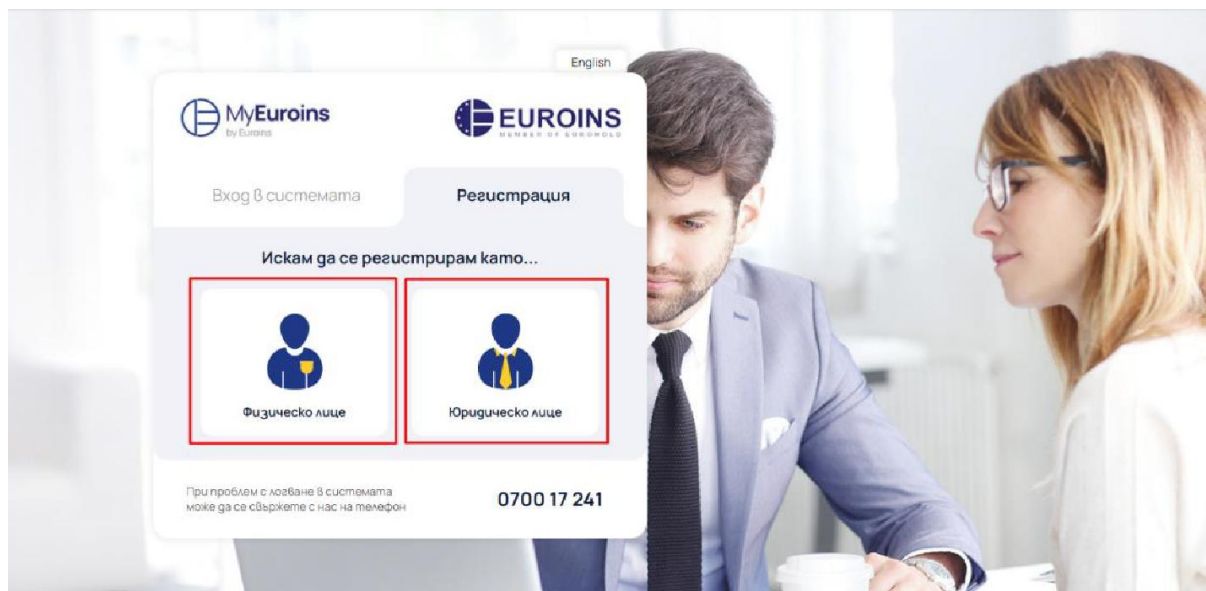 English
MyEuroins
by Euroins
EUROINS
MEMBER OF EUROHOLD
Вход в системата
Регистрация
Искам да се регистрирам като...
Физическо лице
Юридическо лице
При проблем с логване в системата
може да се свържете с нас на телефон
0700 17 241